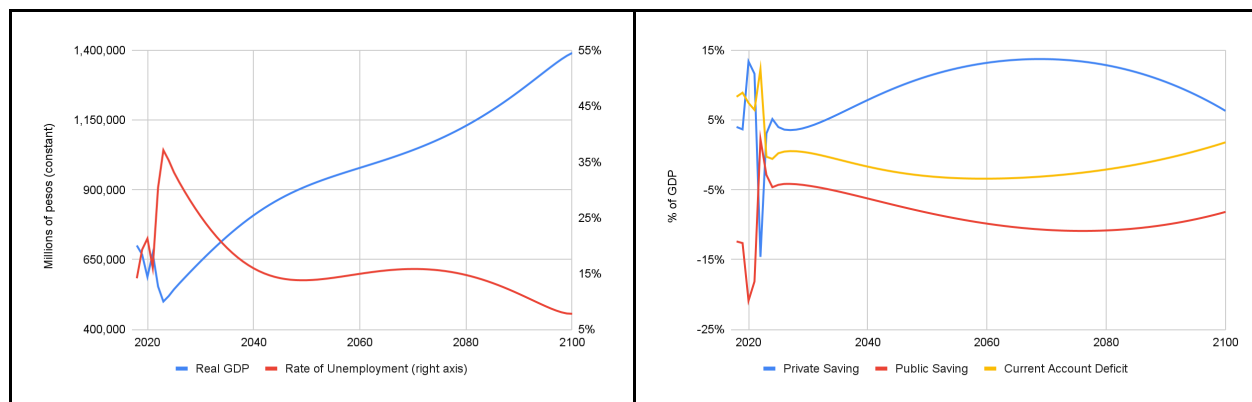 Millions of pesos (constant)
1,400,000
1,150,000
900,000
650,000
400,000
55%
45%
35%
25%
15%
5%
2020 2040 2060 2080 2100
Real GDP Rate of Unemployment (right axis)
% of GDP
15%
5%
-5%
-15%
-25%
2020 2040 2060 2080 2100
Private Saving Public Saving Current Account Deficit